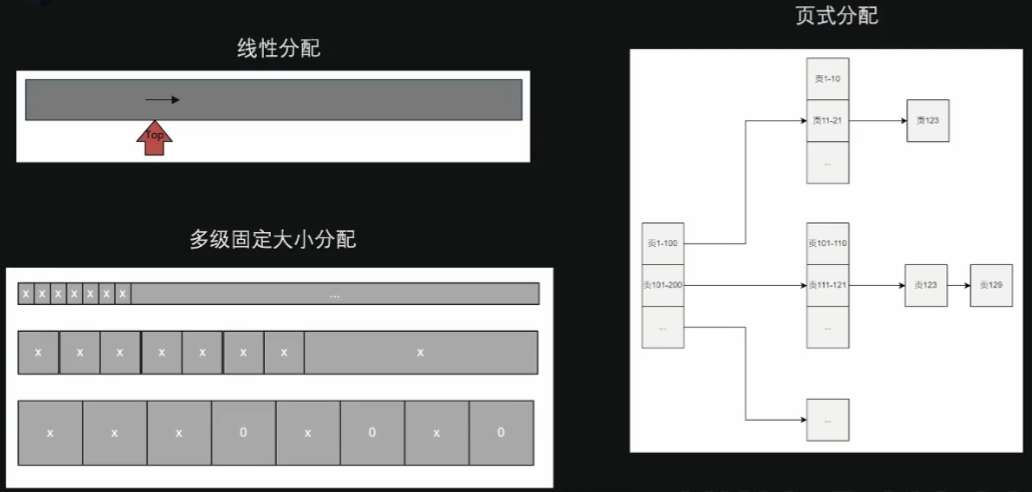 线性分配
Top
多级固定大小分配
x x x x x x x ...
x x x x x x x x
x x x 0 x 0 x 0
页式分配
页1-10
页11-21
页123
...
页1-100
页101-200
...
页101-110
页111-121
页123
页129
...
...